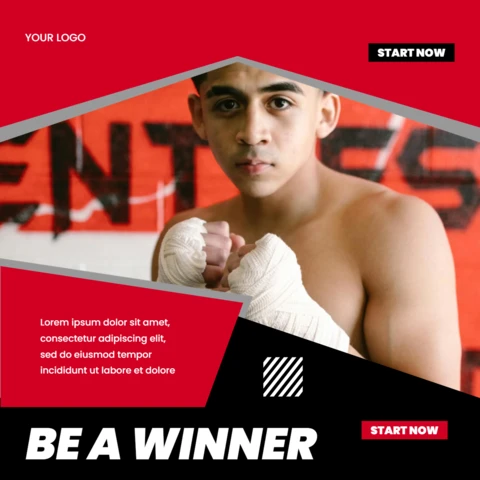 YOUR LOGO
START NOW
Lorem ipsum dolor sit amet,
consectetur adipiscing elit,
sed do eiusmod tempor
incididunt ut labore et dolore
BE A WINNER
START NOW